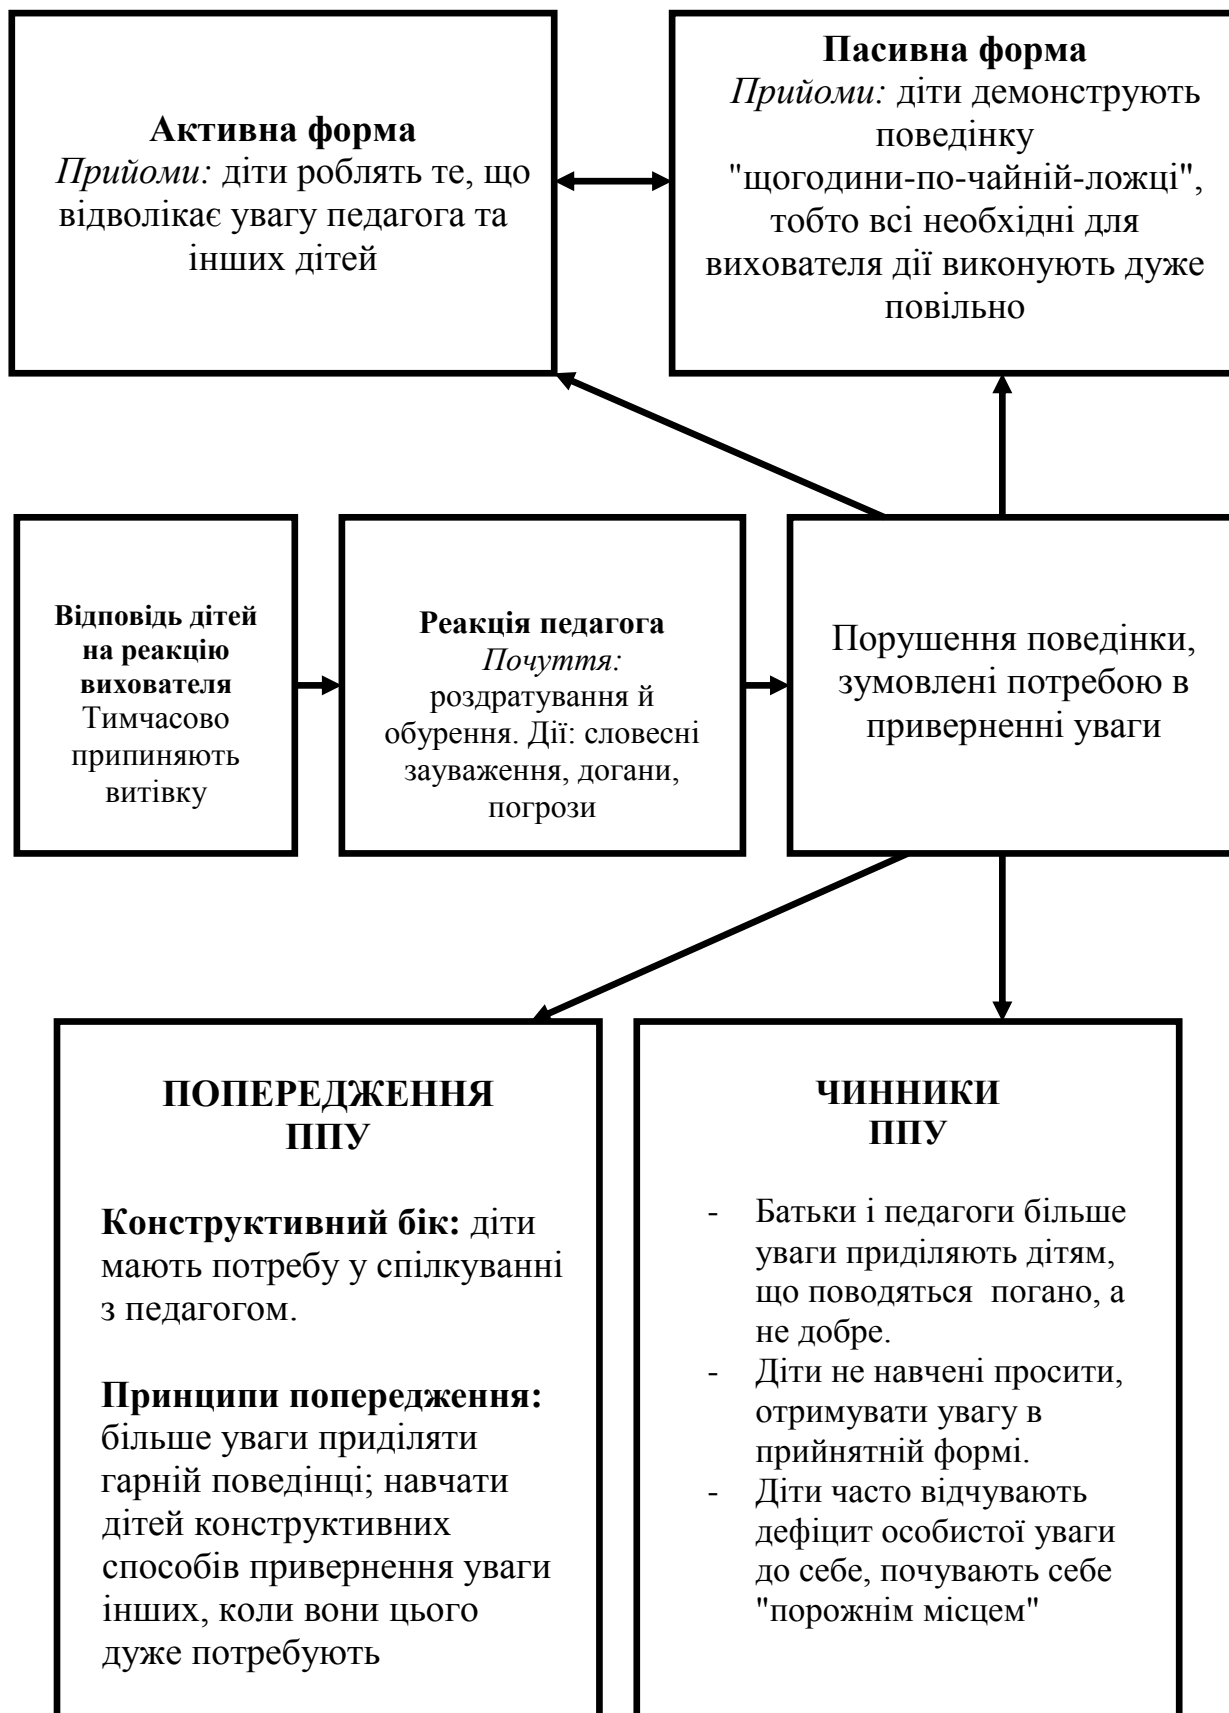 Активна форма
Прийоми: діти роблять те, що
відволікає увагу педагога та
інших дітей
Пасивна форма
Прийоми: діти демонструють
поведінку
"щогодини-по-чайній-ложці",
тобто всі необхідні для
вихователя дії виконують дуже
повільно
Відповідь дітей
на реакцію
вихователя
Тимчасово
припиняють
витівку
Реакція педагога
Почуття:
роздратування й
обурення. Дії: словесні
зауваження, догани,
погрози
Порушення поведінки,
зумовлені потребою в
приверненні уваги
ПОПЕРЕДЖЕННЯ
ППУ
Конструктивний бік: діти
мають потребу у спілкуванні
з педагогом.
Принципи попередження:
більше уваги приділяти
гарній поведінці; навчати
дітей конструктивних
способів привернення уваги
інших, коли вони цього
дуже потребують
ЧИННИКИ
ППУ
- Батьки і педагоги більше
уваги приділяють дітям,
що поводяться погано, а
не добре.
- Діти не навчені просити,
отримувати увагу в
прийнятній формі.
- Діти часто відчувають
дефіцит особистої уваги
до себе, почувають себе
"порожнім місцем"